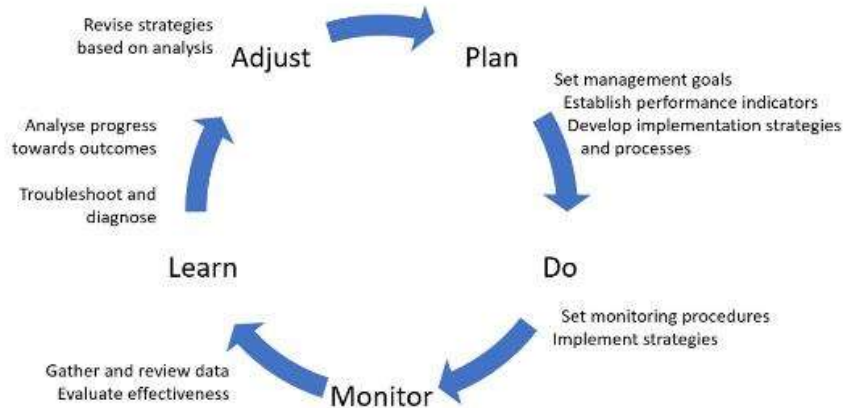 Revise strategies
based on analysis
Adjust
Plan
Set management goals
Establish performance indicators
Develop implementation strategies
and processes
Analyse progress
towards outcomes
Troubleshoot and
diagnose
Learn
Do
Set monitoring procedures
Implement strategies
Gather and review data
Evaluate effectiveness
Monitor